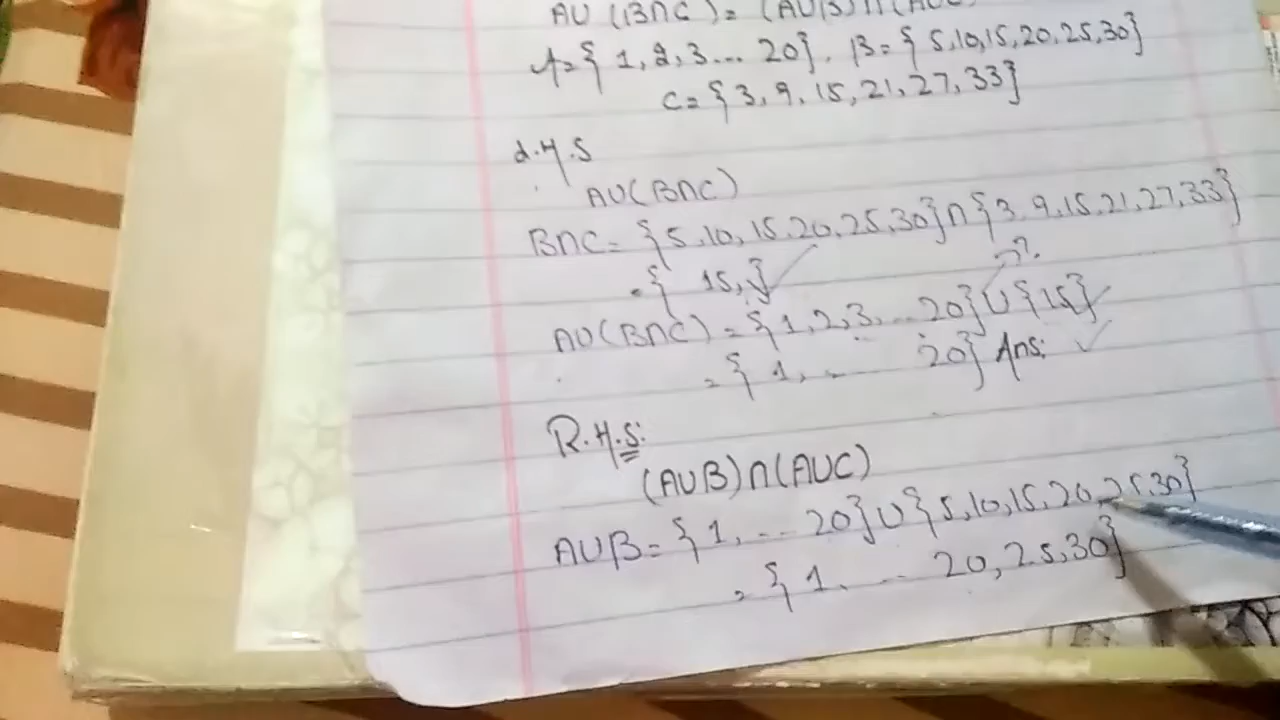 AU(B∩C) = (AUB)∩(AUC)
A = { 1, 2, 3... 20}, B = { 5,10,15,20,25,30}
C = { 3, 9, 15, 21, 27, 33}
L.H.S
AU(B∩C)
B∩C = {5,10,15,20,25,30}∩{3,9,15,21,27,33}
= { 15,}
AU(B∩C) = {1,2,3,...20}U{15}
= { 1, .. 20} Ans:
R.H.S:
(AUB)∩(AUC)
AUB = { 1, ... 20}U{5,10,15,20,25,30}
= { 1, ... 20, 25,30}